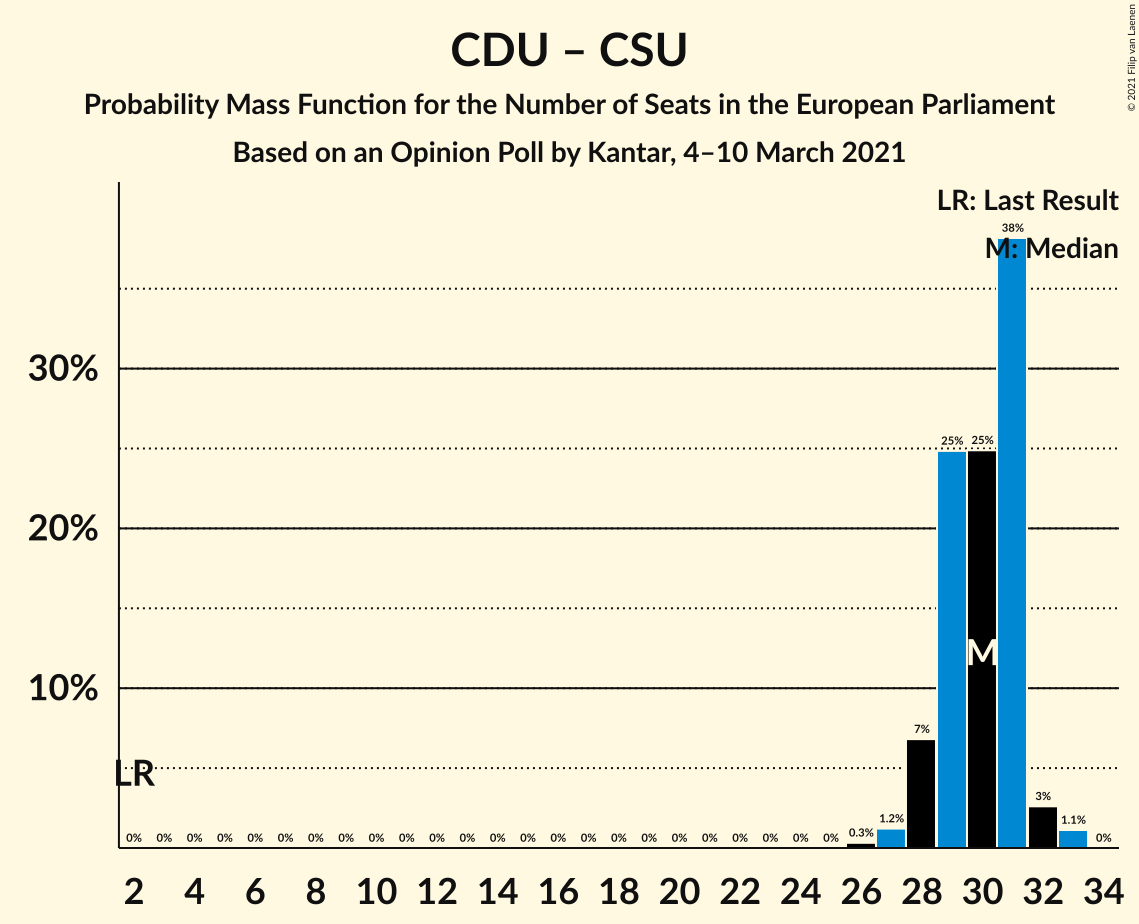 © 2021 Filip van Laenen
CDU – CSU
Probability Mass Function for the Number of Seats in the European Parliament
Based on an Opinion Poll by Kantar, 4–10 March 2021
LR: Last Result
38%
M: Median
30%
25% 25%
20%
M
10%
7%
LR
3%
0% 0% 0% 0% 0% 0% 0% 0% 0% 0% 0% 0% 0% 0% 0% 0% 0% 0% 0% 0% 0% 0% 0% 0% 0.3% 1.2% 1.1% 0%
2 4 6 8 10 12 14 16 18 20 22 24 26 28 30 32 34